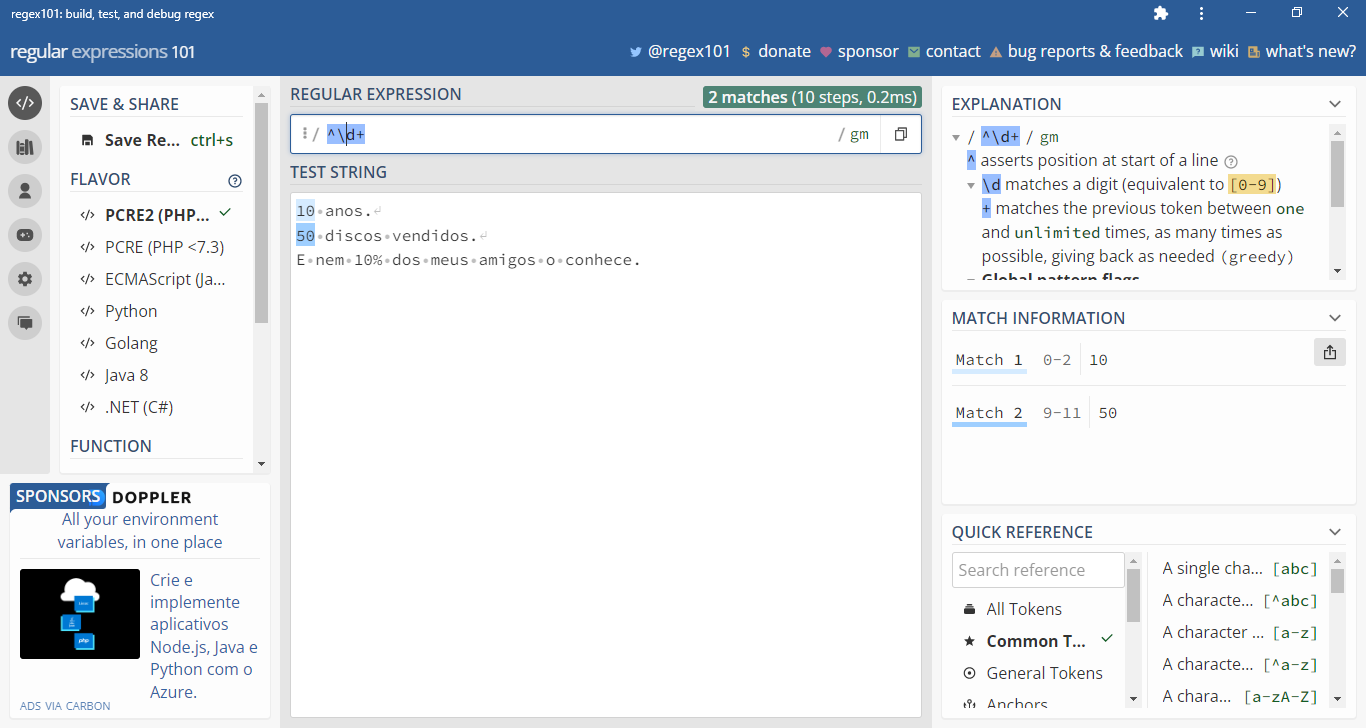 regex101: build, test, and debug regex
regular expressions 101
@regex101 $ donate sponsor contact bug reports & feedback wiki what's new?
SAVE & SHARE
Save Re... ctrl+s
FLAVOR
</> PCRE2 (PHP...
</> PCRE (PHP <7.3)
</> ECMAScript (Ja...
</> Python
</> Golang
</> Java 8
</> .NET (C#)
FUNCTION
SPONSORS DOPPLER
All your environment
variables, in one place
Crie e
implemente
aplicativos
Node.js, Java e
Python com o
Azure.
ADS VIA CARBON
REGULAR EXPRESSION
2 matches (10 steps, 0.2ms)
/ ^\d+ / gm
TEST STRING
10·anos.↵
50·discos·vendidos.↵
E·nem·10%·dos·meus·amigos·o·conhece.
EXPLANATION
/ ^\d+ / gm
^ asserts position at start of a line
\d matches a digit (equivalent to [0-9])
+ matches the previous token between one
and unlimited times, as many times as
possible, giving back as needed (greedy)
Global pattern flags
MATCH INFORMATION
Match 1 0-2 10
Match 2 9-11 50
QUICK REFERENCE
Search reference
All Tokens
Common T...
General Tokens
Anchors
A single cha... [abc]
A characte... [^abc]
A character ... [a-z]
A characte... [^a-z]
A chara... [a-zA-Z]